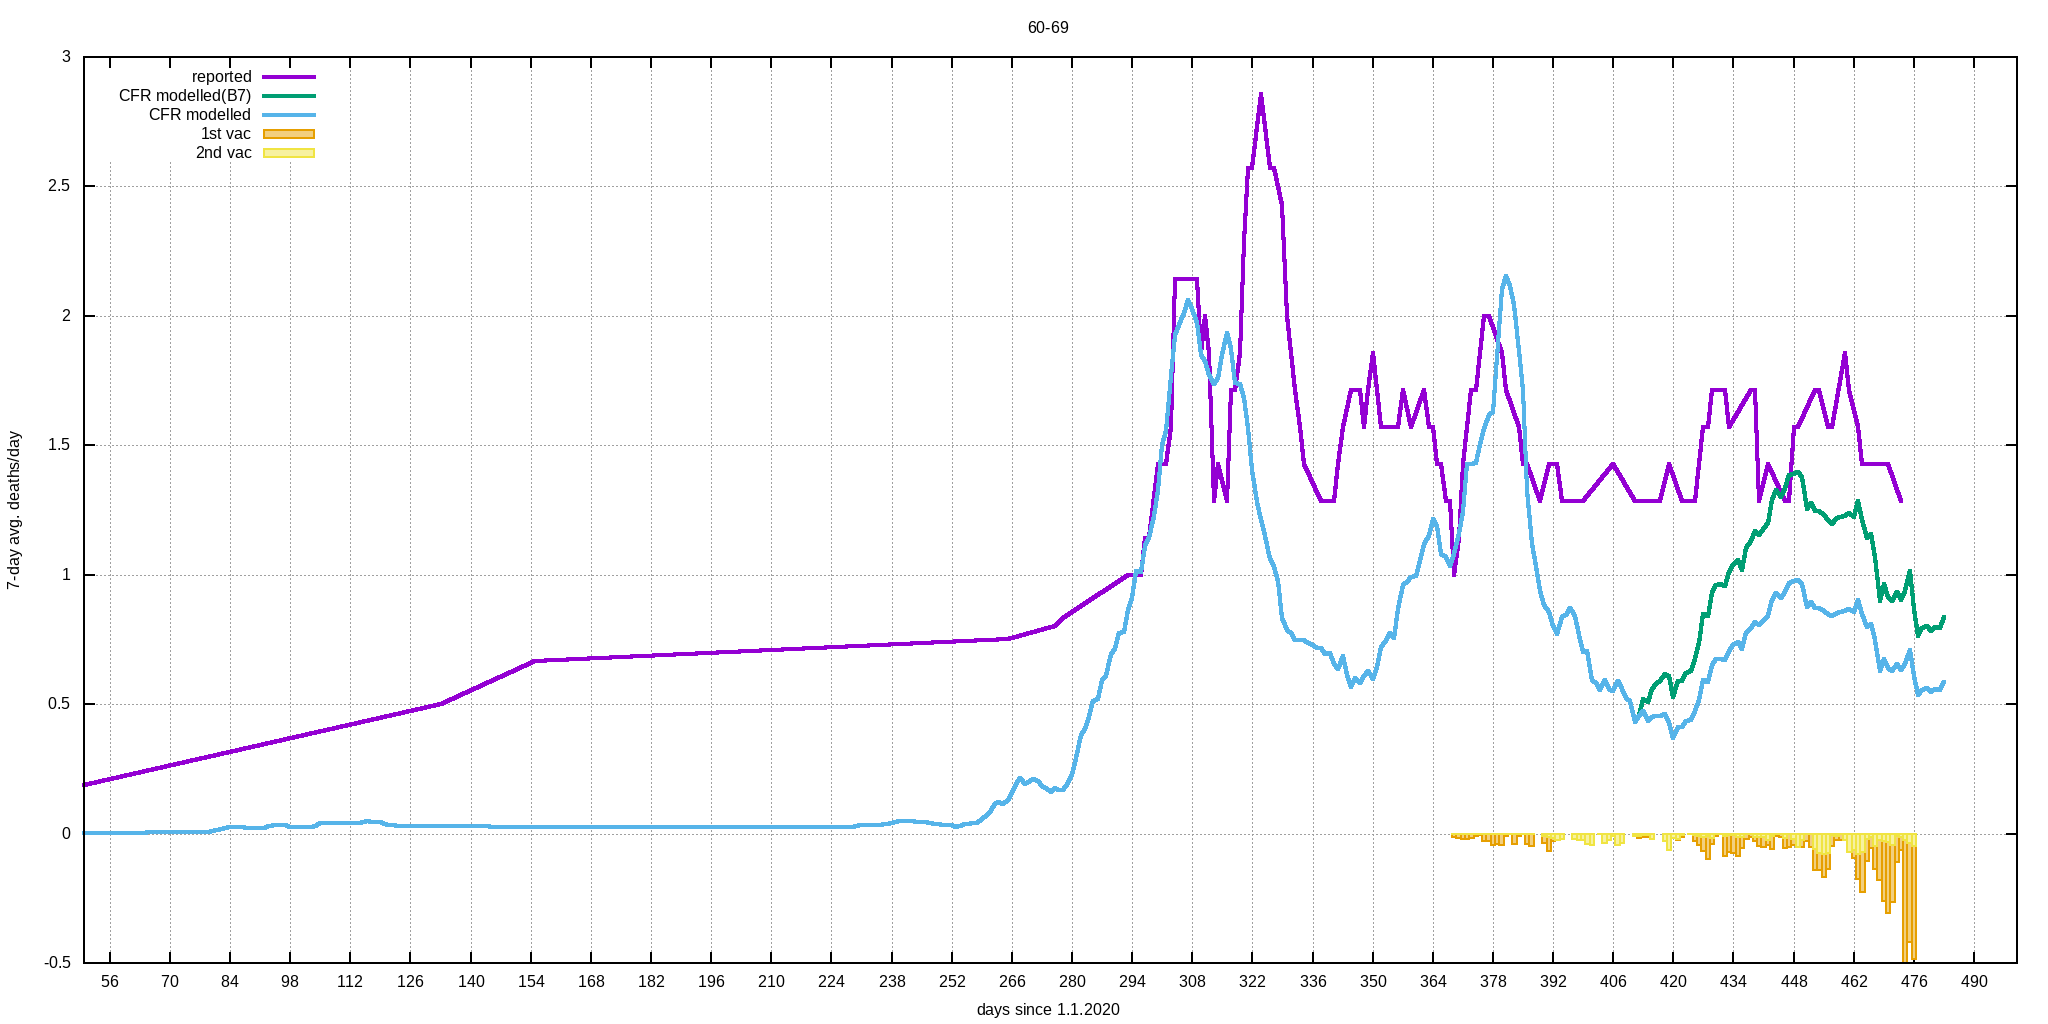 60-69
reported
CFR modelled(B7)
CFR modelled
1st vac
2nd vac
7-day avg. deaths/day
3
2.5
2
1.5
1
0.5
0
-0.5
56 70 84 98 112 126 140 154 168 182 196 210 224 238 252 266 280 294 308 322 336 350 364 378 392 406 420 434 448 462 476 490
days since 1.1.2020